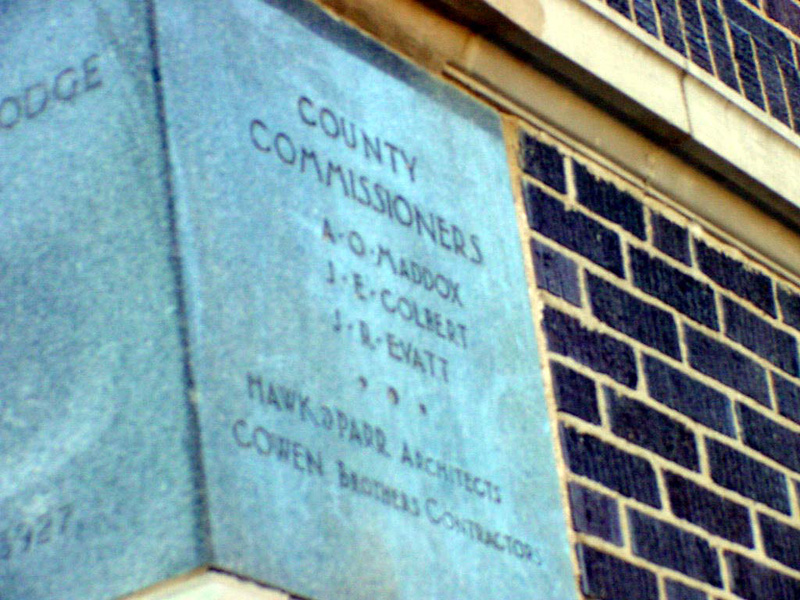 ODGE
1927
COUNTY
COMMISSIONERS
A·O·MADDOX
J·E·COLBERT
J·R·EVATT
HAWK & PARR ARCHITECTS
COWEN BROTHERS CONTRACTORS